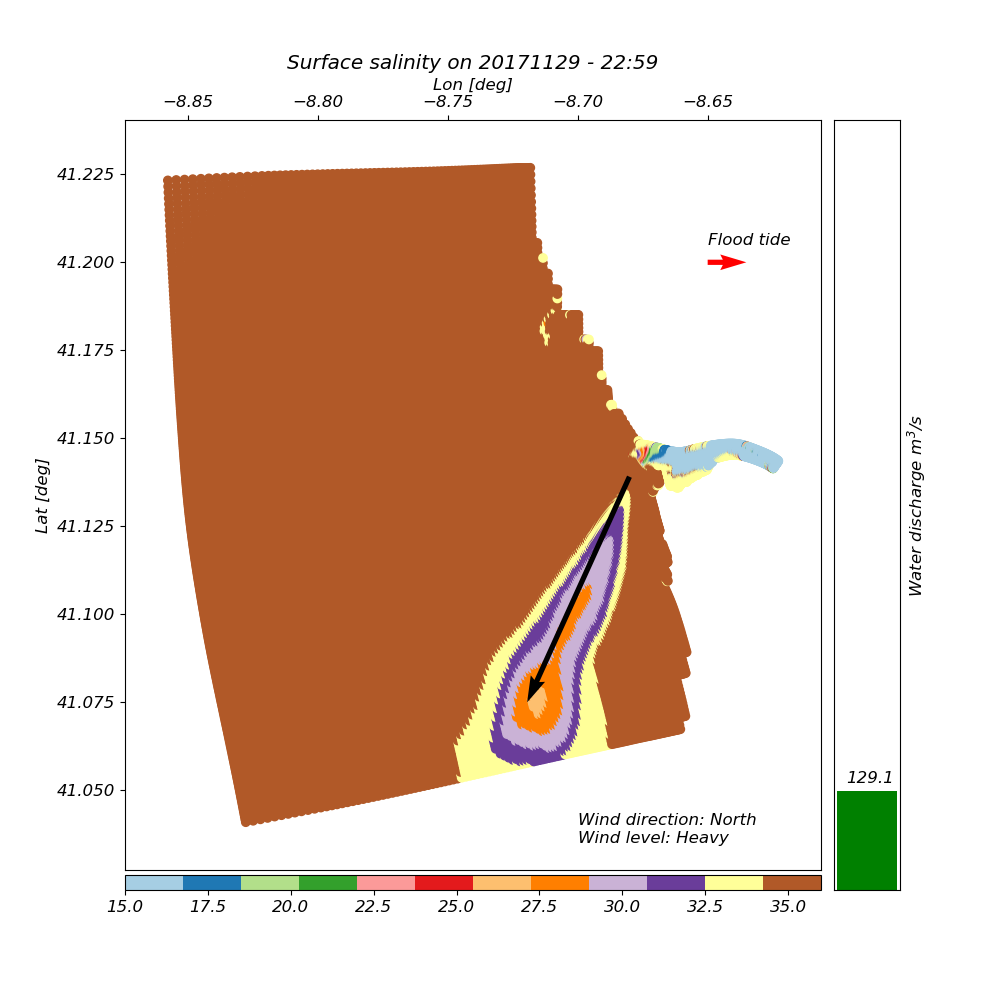 Surface salinity on 20171129 - 22:59
Lon [deg]
−8.85 −8.80 −8.75 −8.70 −8.65
41.225
41.200
41.175
41.150
41.125
41.100
41.075
41.050
Lat [deg]
Flood tide
Wind direction: North
Wind level: Heavy
15.0 17.5 20.0 22.5 25.0 27.5 30.0 32.5 35.0
129.1
Water discharge m³/s